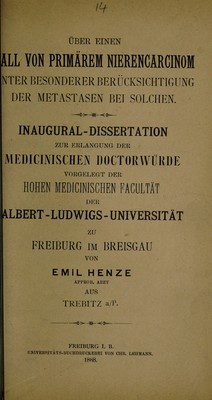 14
ÜBER EINEN
ALL VON PRIMÄREM NIERENCARCINOM
NTER BESONDERER BERÜCKSICHTIGUNG
DER METASTASEN BEI SOLCHEN.
INAUGURAL-DISSERTATION
ZUR ERLANGUNG DER
MEDICINISCHEN DOCTORWÜRDE
VORGELEGT DER
HOHEN MEDICINISCHEN FACULTÄT
DER
ALBERT-LUDWIGS-UNIVERSITÄT
ZU
FREIBURG IM BREISGAU
VON
EMIL HENZE
APPROB. ARZT
AUS
TREBITZ a/P.
FREIBURG I. B.
UNIVERSITÄTS-BUCHDRUCKEREI VON CHR. LEHMANN.
1888.